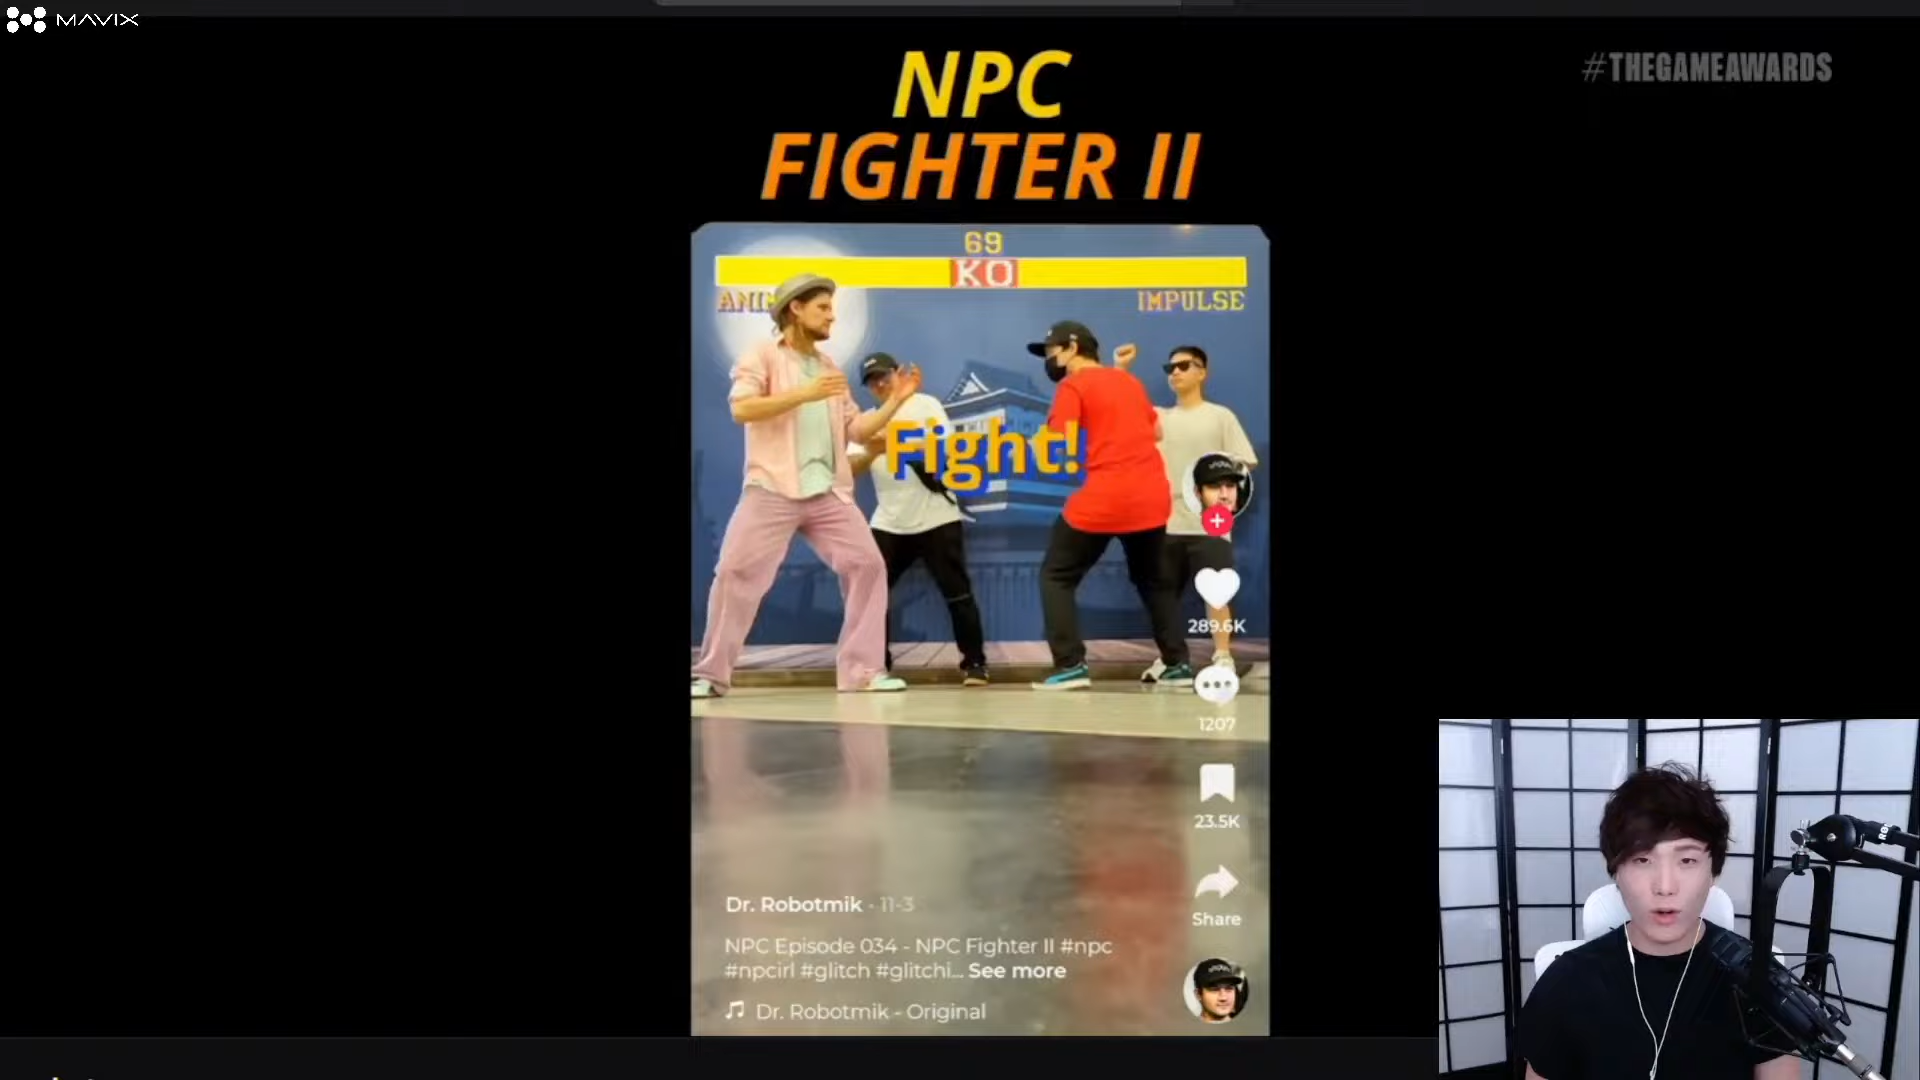 MAVIX
#THEGAMEAWARDS
NPC
FIGHTER II
69
KO
IMPULSE
Fight!
289.6K
1207
23.5K
Share
Dr. Robotmik · 11-3
NPC Episode 034 - NPC Fighter II #npc
#npcirl #glitch #glitchi... See more
Dr. Robotmik - Original